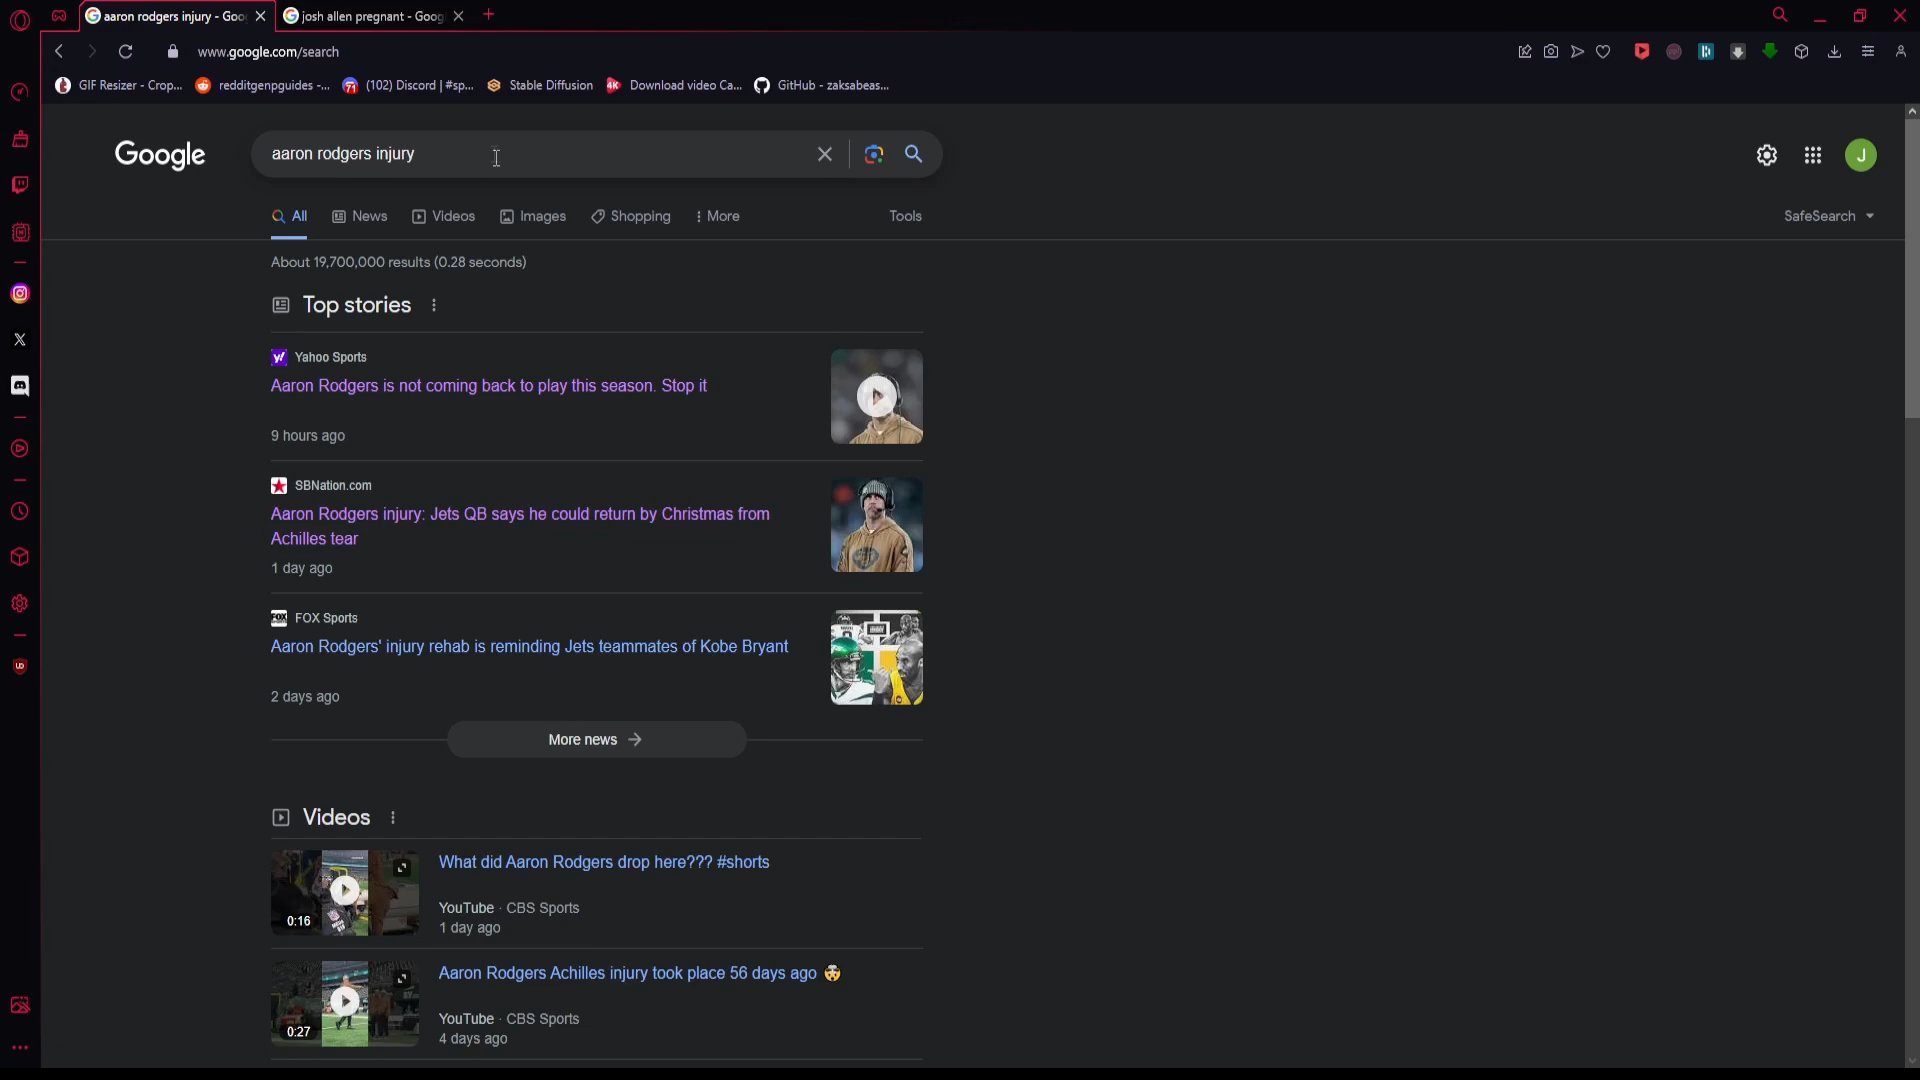 aaron rodgers injury - Goo
josh allen pregnant - Goog
www.google.com/search
GIF Resizer - Crop...
redditgenpguides -...
(102) Discord | #sp...
Stable Diffusion
Download video Ca...
GitHub - zaksabeas...
Google
aaron rodgers injury
J
All
News
Videos
Images
Shopping
More
Tools
SafeSearch
About 19,700,000 results (0.28 seconds)
Top stories
Yahoo Sports
Aaron Rodgers is not coming back to play this season. Stop it
9 hours ago
SBNation.com
Aaron Rodgers injury: Jets QB says he could return by Christmas from
Achilles tear
1 day ago
FOX Sports
Aaron Rodgers' injury rehab is reminding Jets teammates of Kobe Bryant
2 days ago
More news
Videos
What did Aaron Rodgers drop here??? #shorts
0:16
YouTube · CBS Sports
1 day ago
Aaron Rodgers Achilles injury took place 56 days ago 🤯
0:27
YouTube · CBS Sports
4 days ago